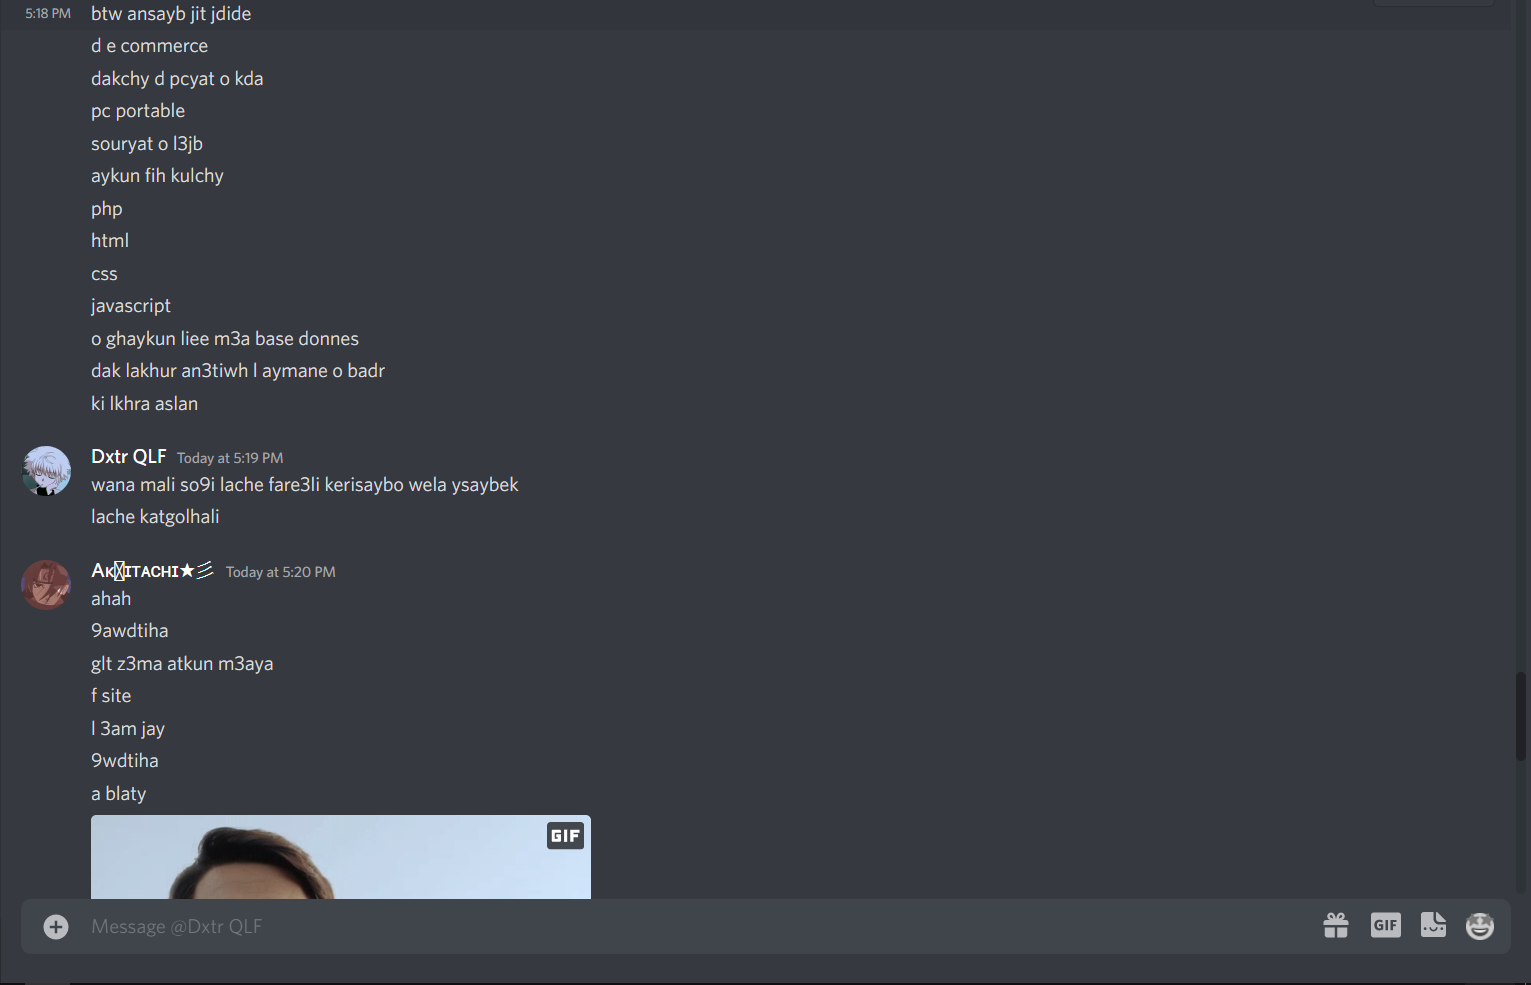 5:18 PM btw ansayb jit jdide
d e commerce
dakchy d pcyat o kda
pc portable
souryat o l3jb
aykun fih kulchy
php
html
css
javascript
o ghaykun liee m3a base donnes
dak lakhur an3tiwh l aymane o badr
ki lkhra aslan
Dxtr QLF Today at 5:19 PM
wana mali so9i lache fare3li kerisaybo wela ysaybek
lache katgolhali
Aᴋ╳ɪᴛᴀᴄʜɪ★彡 Today at 5:20 PM
ahah
9awdtiha
glt z3ma atkun m3aya
f site
l 3am jay
9wdtiha
a blaty
GIF
Message @Dxtr QLF
GIF